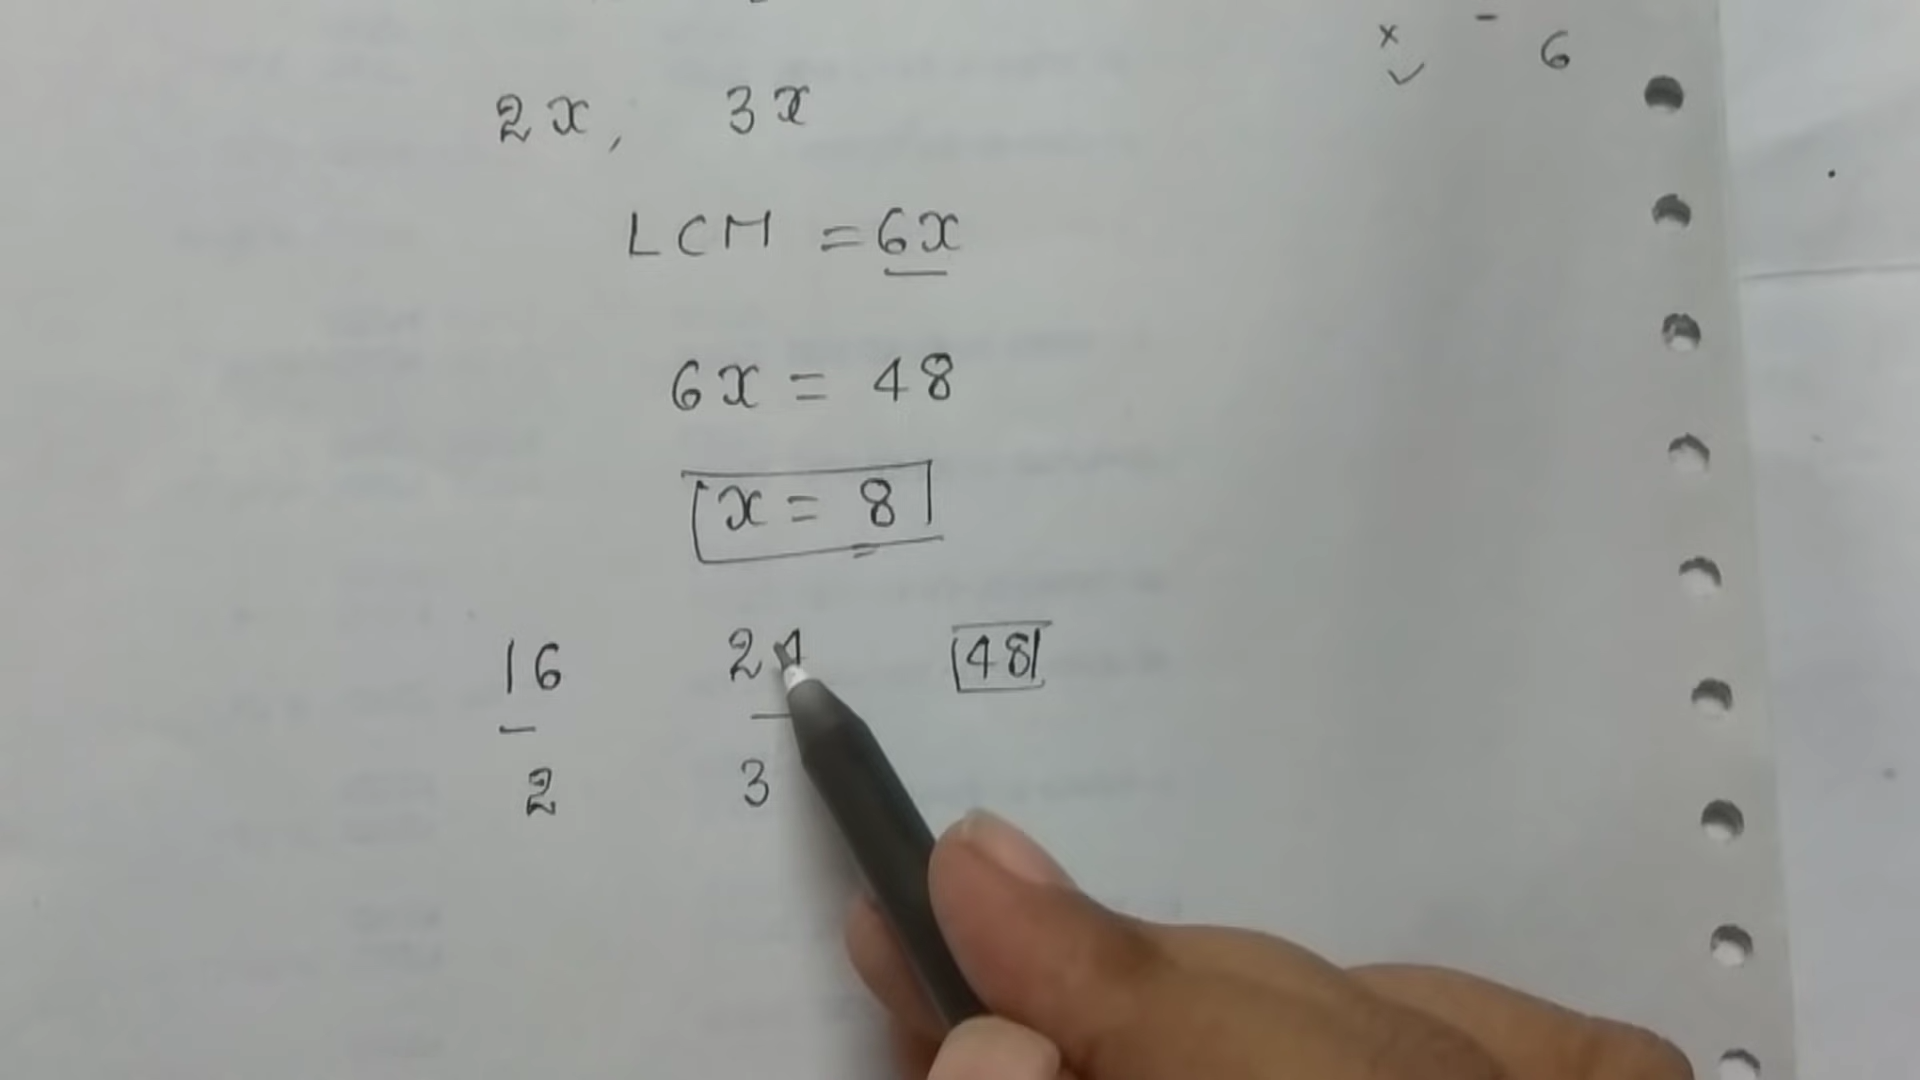 x - 6
✓
2x, 3x
LCM = 6x
6x = 48
x = 8
16 24 48
2 3